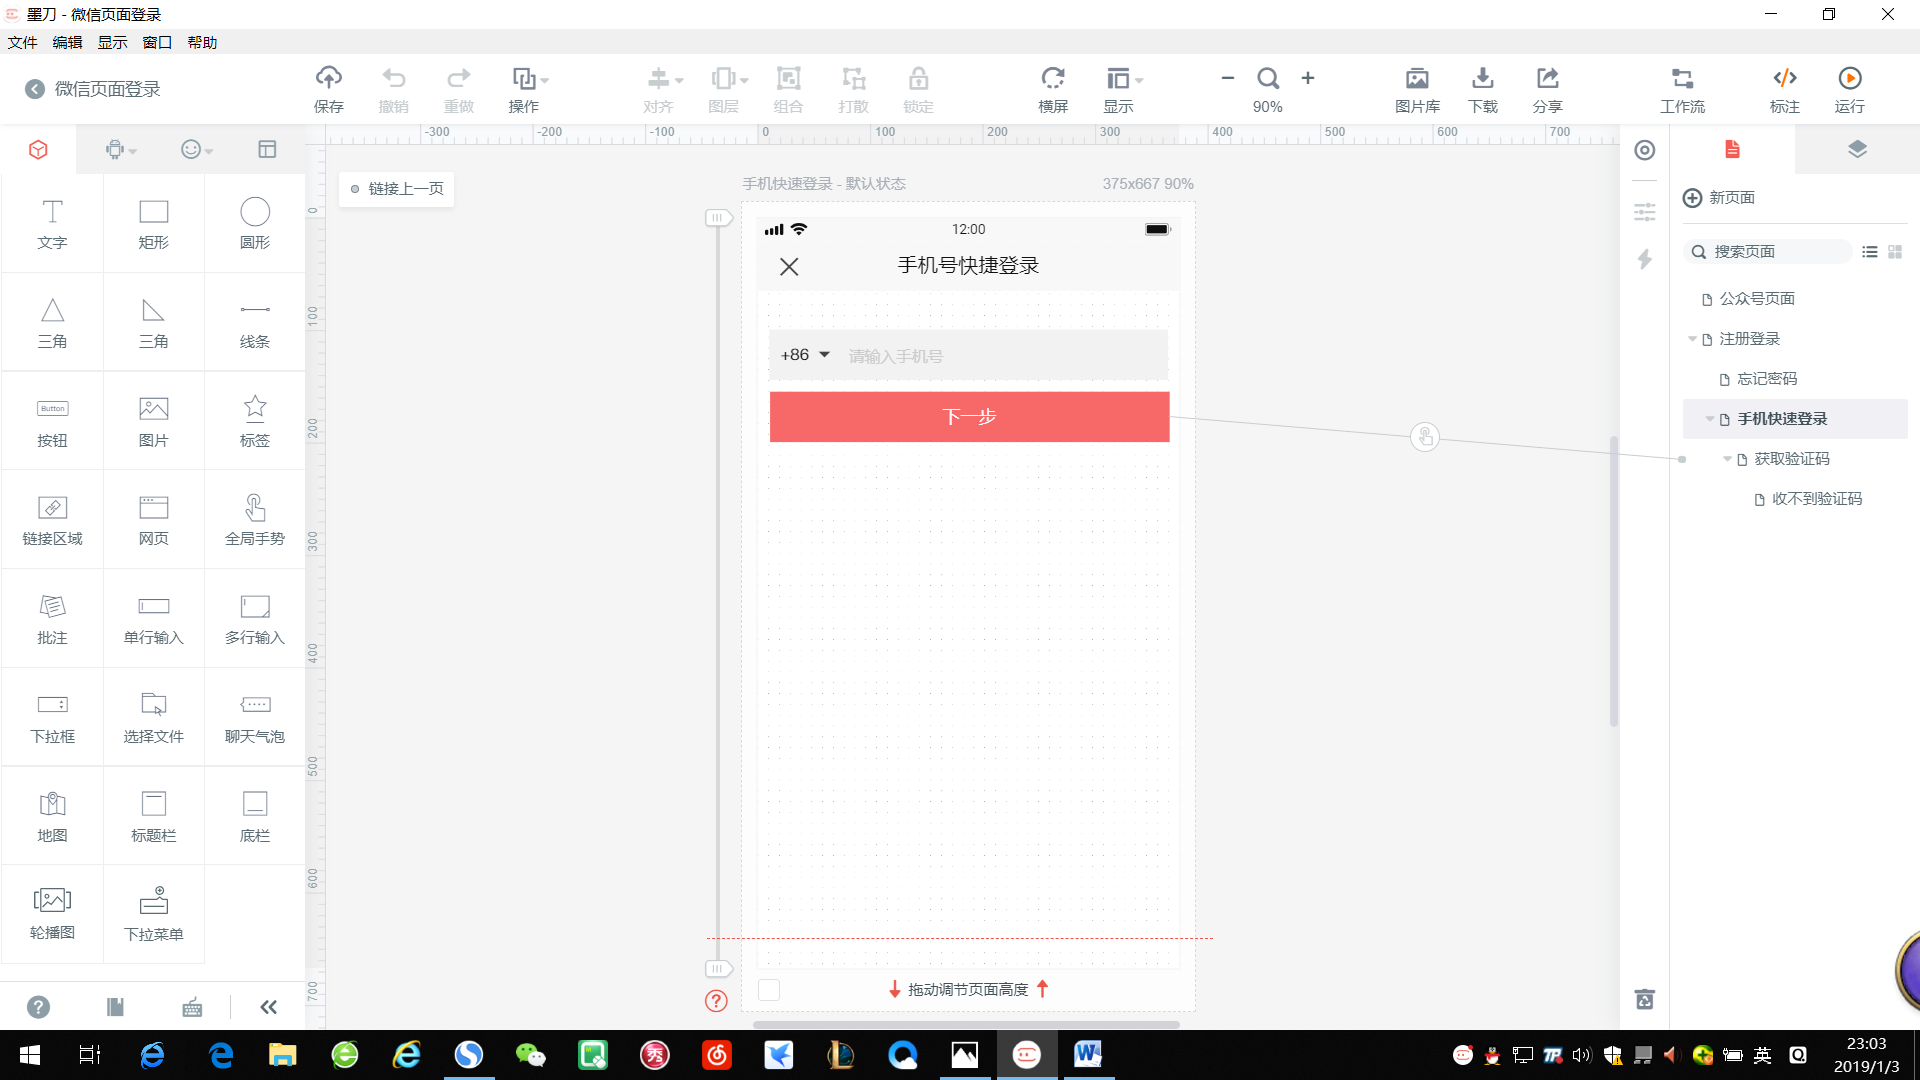 墨刀 - 微信页面登录
文件 编辑 显示 窗口 帮助
微信页面登录
保存 撤销 重做 操作 对齐 图层 组合 打散 锁定 横屏 显示 90% 图片库 下载 分享 工作流 标注 运行
-300 -200 -100 0 100 200 300 400 500 600 700
0 100 200 300 400 500 600 700
文字 矩形 圆形
三角 三角 线条
Button
按钮 图片 标签
链接区域 网页 全局手势
批注 单行输入 多行输入
下拉框 选择文件 聊天气泡
地图 标题栏 底栏
轮播图 下拉菜单
链接上一页
手机快速登录 - 默认状态 375x667 90%
12:00
手机号快捷登录
+86 请输入手机号
下一步
拖动调节页面高度
新页面
搜索页面
公众号页面
注册登录
忘记密码
手机快速登录
获取验证码
收不到验证码
英
23:03
2019/1/3